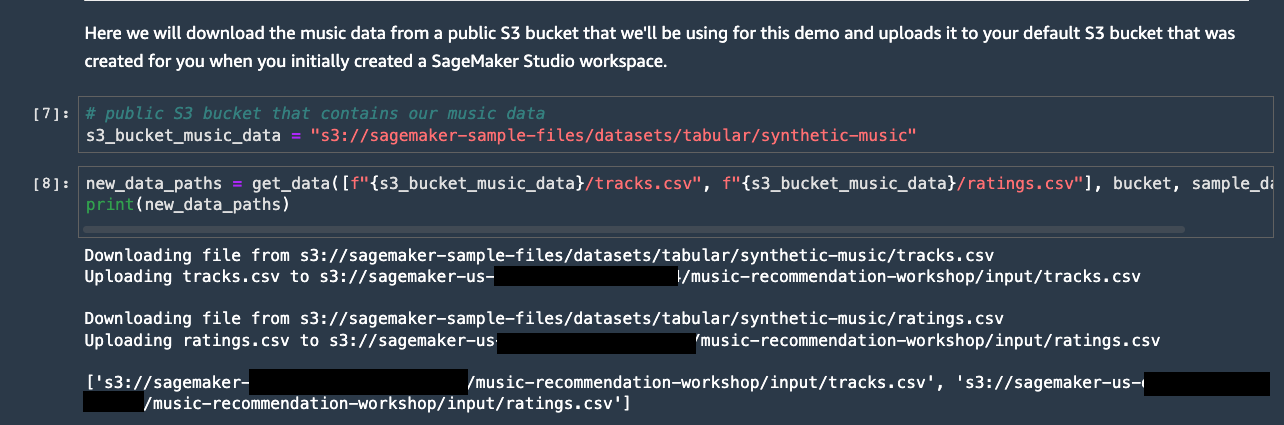 Here we will download the music data from a public S3 bucket that we'll be using for this demo and uploads it to your default S3 bucket that was
created for you when you initially created a SageMaker Studio workspace.
[7]: # public S3 bucket that contains our music data
s3_bucket_music_data = "s3://sagemaker-sample-files/datasets/tabular/synthetic-music"
[8]: new_data_paths = get_data([f"{s3_bucket_music_data}/tracks.csv", f"{s3_bucket_music_data}/ratings.csv"], bucket, sample_da
print(new_data_paths)
Downloading file from s3://sagemaker-sample-files/datasets/tabular/synthetic-music/tracks.csv
Uploading tracks.csv to s3://sagemaker-us- /music-recommendation-workshop/input/tracks.csv
Downloading file from s3://sagemaker-sample-files/datasets/tabular/synthetic-music/ratings.csv
Uploading ratings.csv to s3://sagemaker-us /music-recommendation-workshop/input/ratings.csv
['s3://sagemaker- /music-recommendation-workshop/input/tracks.csv', 's3://sagemaker-us-
/music-recommendation-workshop/input/ratings.csv']